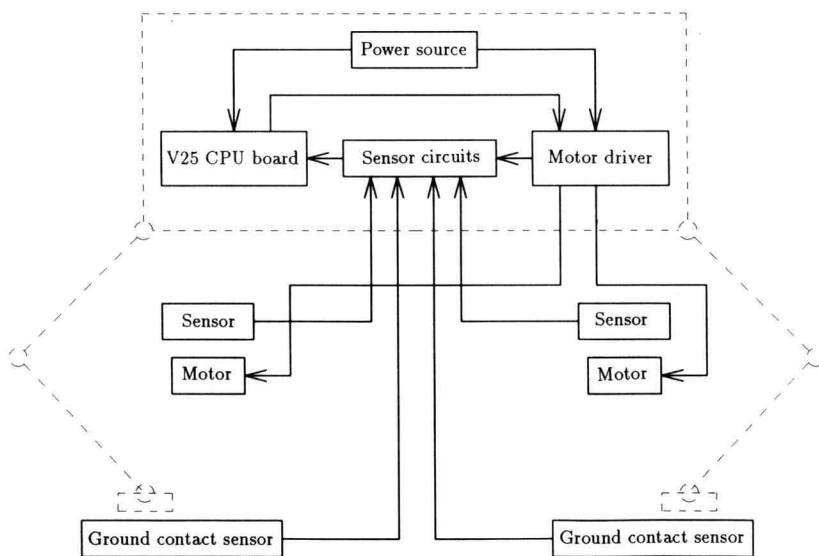 Power source
V25 CPU board
Sensor circuits
Motor driver
Sensor
Sensor
Motor
Motor
Ground contact sensor
Ground contact sensor